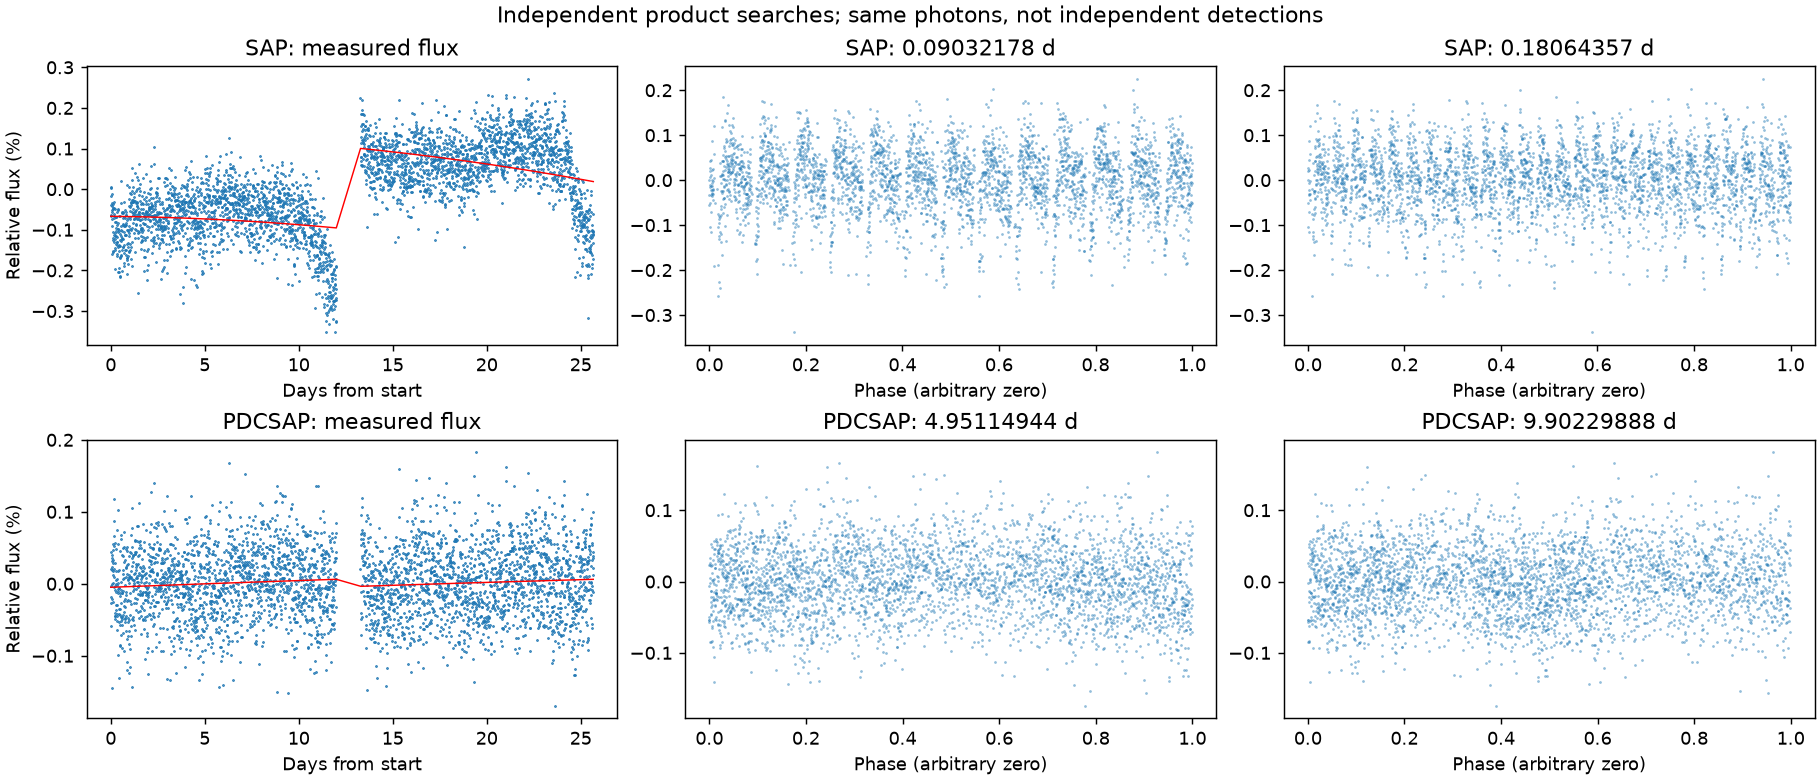 Independent product searches; same photons, not independent detections
SAP: measured flux
SAP: 0.09032178 d
SAP: 0.18064357 d
Relative flux (%)
0.3
0.2
0.1
0.0
−0.1
−0.2
−0.3
0 5 10 15 20 25
Days from start
0.2
0.1
0.0
−0.1
−0.2
−0.3
0.0 0.2 0.4 0.6 0.8 1.0
Phase (arbitrary zero)
0.2
0.1
0.0
−0.1
−0.2
−0.3
0.0 0.2 0.4 0.6 0.8 1.0
Phase (arbitrary zero)
PDCSAP: measured flux
PDCSAP: 4.95114944 d
PDCSAP: 9.90229888 d
Relative flux (%)
0.2
0.1
0.0
−0.1
0 5 10 15 20 25
Days from start
0.1
0.0
−0.1
0.0 0.2 0.4 0.6 0.8 1.0
Phase (arbitrary zero)
0.1
0.0
−0.1
0.0 0.2 0.4 0.6 0.8 1.0
Phase (arbitrary zero)